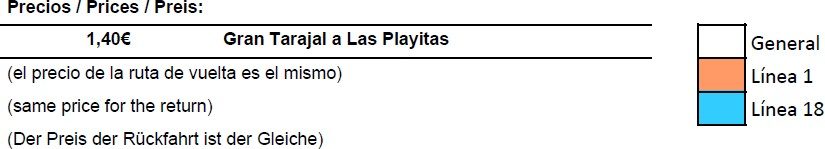 Precios / Prices / Preis:
1,40€ Gran Tarajal a Las Playitas
(el precio de la ruta de vuelta es el mismo)
(same price for the return)
(Der Preis der Rückfahrt ist der Gleiche)
General
Línea 1
Línea 18